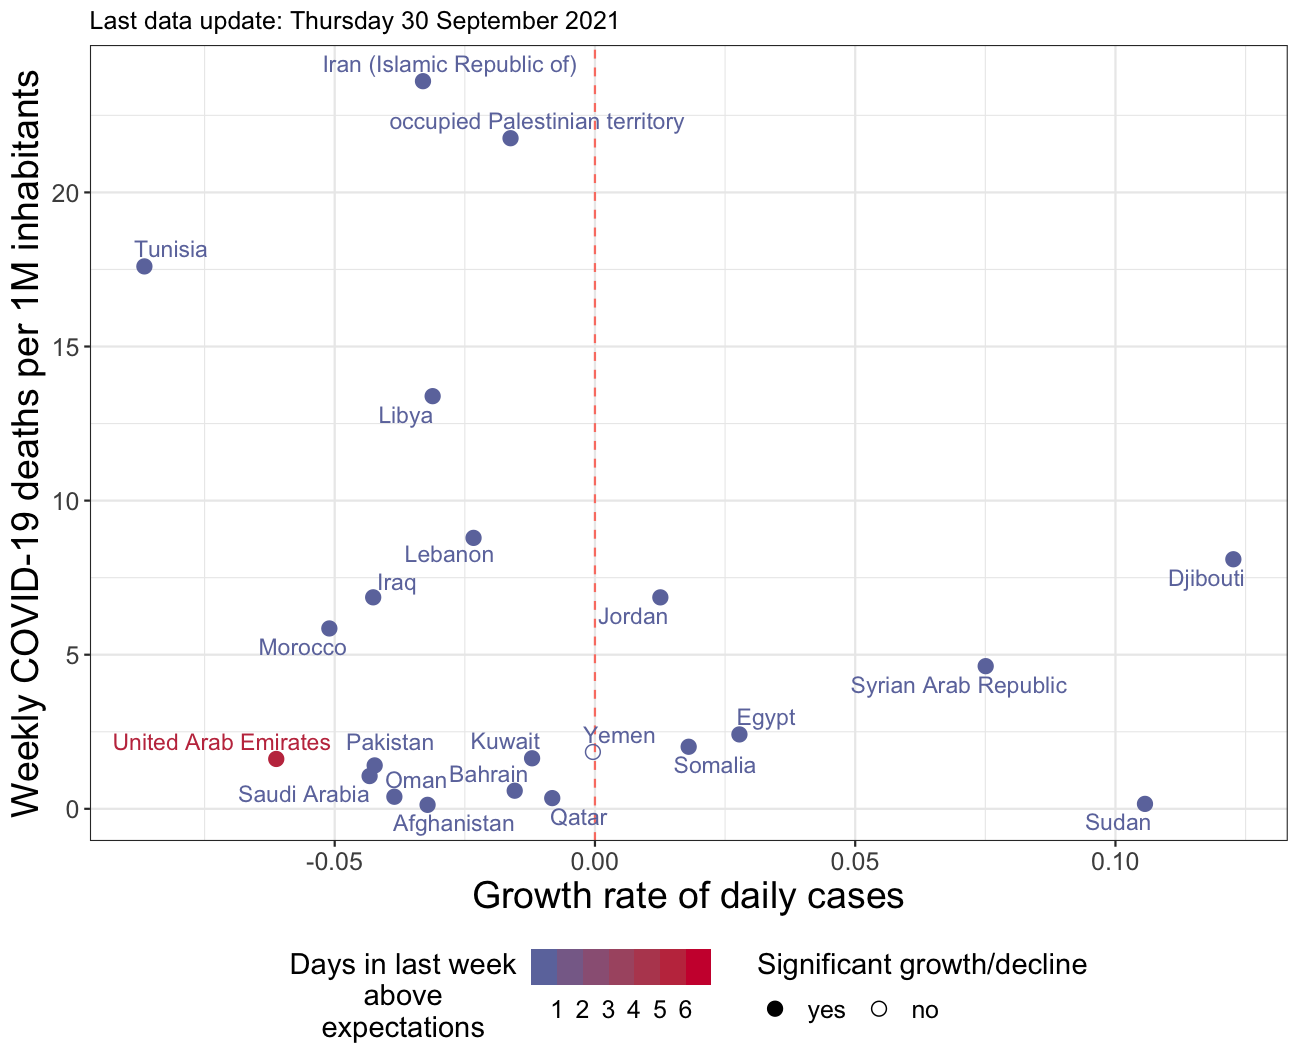 Last data update: Thursday 30 September 2021
Weekly COVID-19 deaths per 1M inhabitants
Iran (Islamic Republic of)
occupied Palestinian territory
20
Tunisia
15
Libya
10
Lebanon
Djibouti
Iraq
Jordan
Morocco
5
Syrian Arab Republic
Egypt
Yemen
United Arab Emirates
Pakistan
Kuwait
Somalia
Bahrain
Oman
Saudi Arabia
0
Qatar
Afghanistan
Sudan
-0.05
0.00
0.05
0.10
Growth rate of daily cases
Days in last week
above
expectations
1 2 3 4 5 6
Significant growth/decline
yes
no